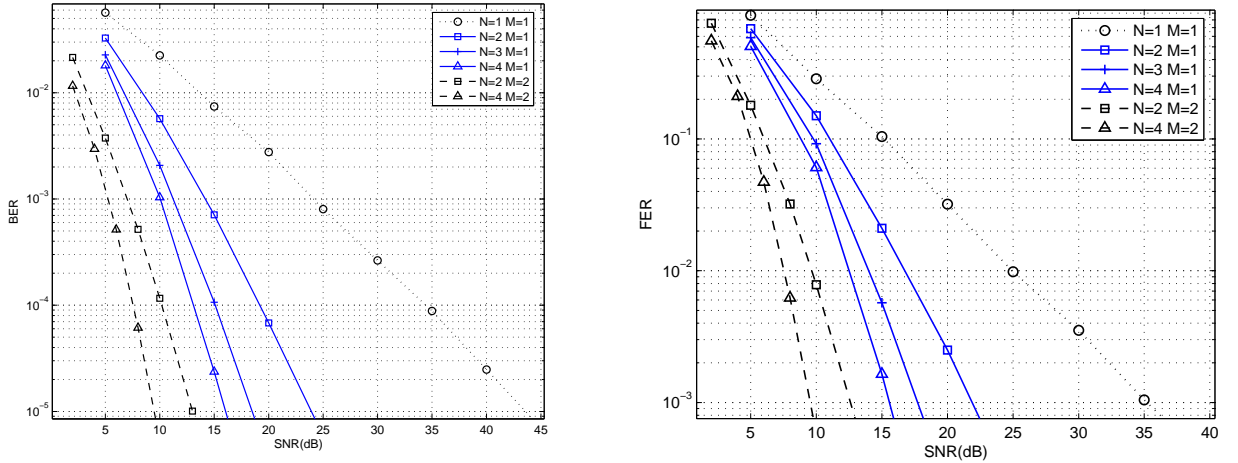 N=1 M=1
N=2 M=1
N=3 M=1
N=4 M=1
N=2 M=2
N=4 M=2
10^-2
10^-3
10^-4
10^-5
BER
5 10 15 20 25 30 35 40 45
SNR(dB)
N=1 M=1
N=2 M=1
N=3 M=1
N=4 M=1
N=2 M=2
N=4 M=2
10^-1
10^-2
10^-3
FER
5 10 15 20 25 30 35 40
SNR(dB)